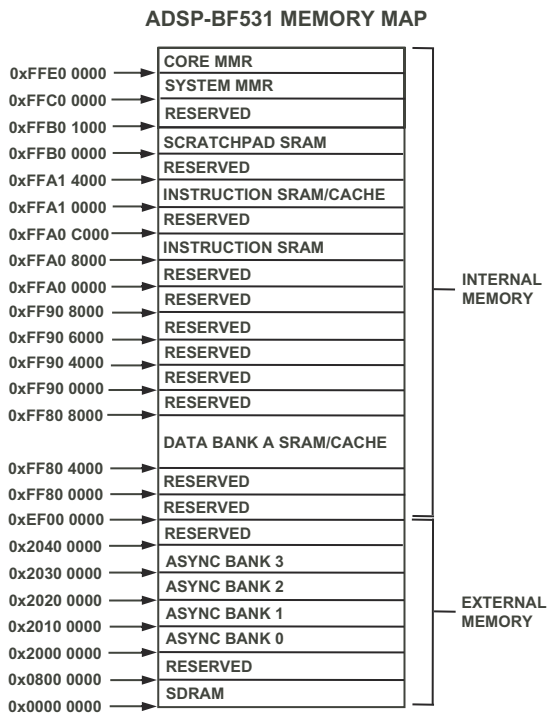 ADSP-BF531 MEMORY MAP
CORE MMR
0xFFE0 0000
SYSTEM MMR
0xFFC0 0000
RESERVED
0xFFB0 1000
SCRATCHPAD SRAM
0xFFB0 0000
RESERVED
0xFFA1 4000
INSTRUCTION SRAM/CACHE
0xFFA1 0000
RESERVED
0xFFA0 C000
INSTRUCTION SRAM
0xFFA0 8000
RESERVED
0xFFA0 0000
RESERVED
0xFF90 8000
RESERVED
0xFF90 6000
RESERVED
0xFF90 4000
RESERVED
0xFF90 0000
RESERVED
0xFF80 8000
DATA BANK A SRAM/CACHE
0xFF80 4000
RESERVED
0xFF80 0000
RESERVED
0xEF00 0000
RESERVED
0x2040 0000
ASYNC BANK 3
0x2030 0000
ASYNC BANK 2
0x2020 0000
ASYNC BANK 1
0x2010 0000
ASYNC BANK 0
0x2000 0000
RESERVED
0x0800 0000
SDRAM
0x0000 0000
INTERNAL
MEMORY
EXTERNAL
MEMORY